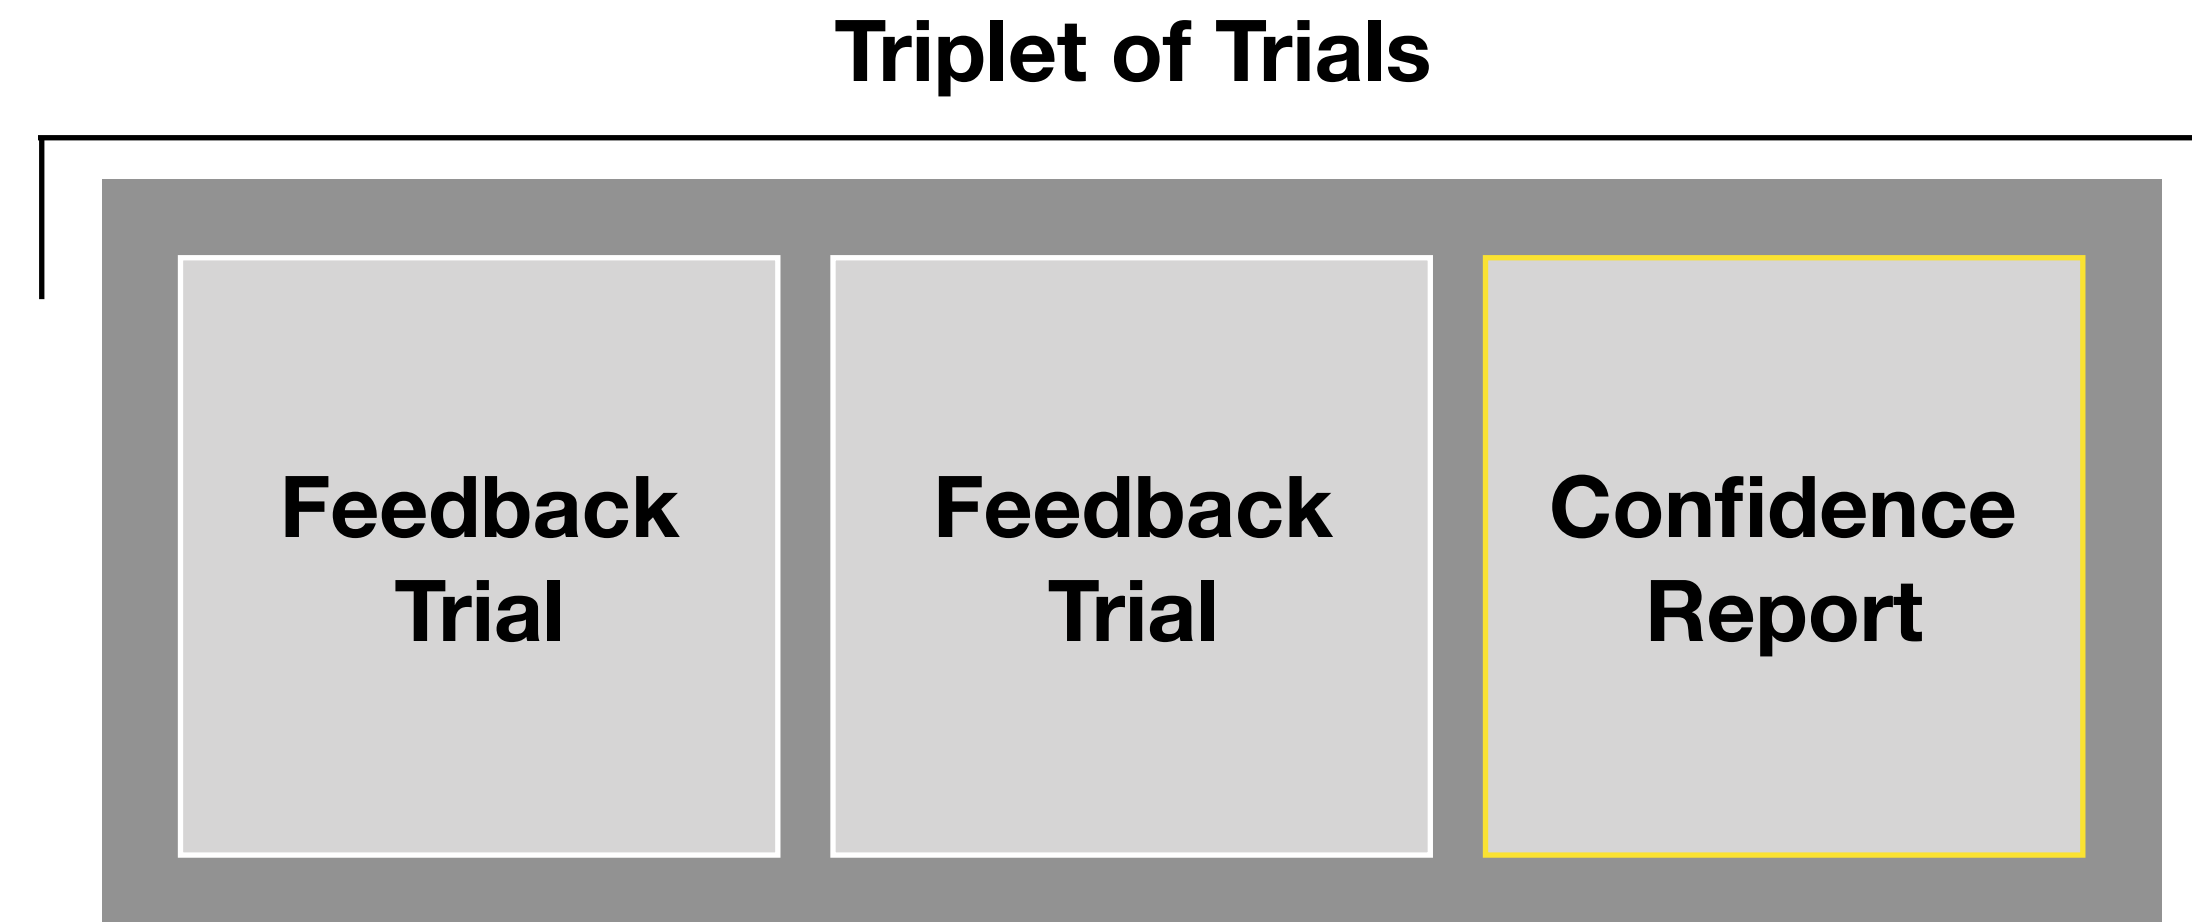 Triplet of Trials
Feedback
Trial
Feedback
Trial
Confidence
Report